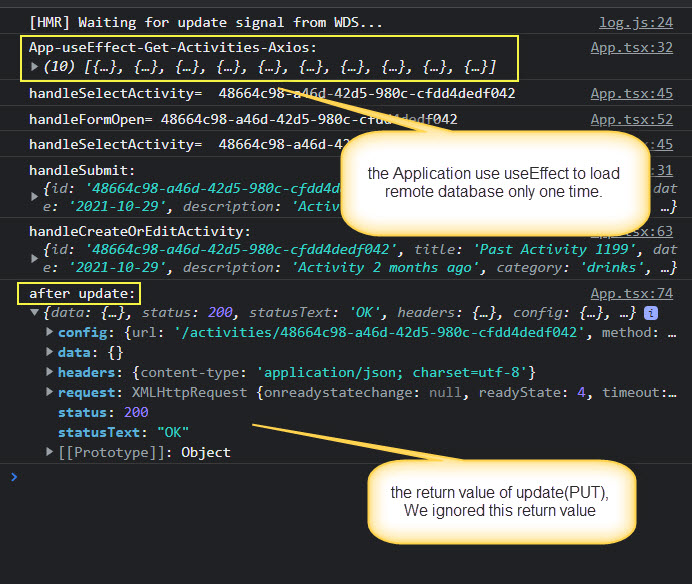 [HMR] Waiting for update signal from WDS... log.js:24
App-useEffect-Get-Activities-Axios: App.tsx:32
(10) [{…}, {…}, {…}, {…}, {…}, {…}, {…}, {…}, {…}, {…}]
handleSelectActivity= 48664c98-a46d-42d5-980c-cfdd4dedf042 App.tsx:45
handleFormOpen= 48664c98-a46d-42d5-980c-cfdd4dedf042 App.tsx:52
handleSelectActivity= 48664c98-a46d-42d5-980c :45
the Application use useEffect to load
remote database only one time.
handleSubmit: :31
{id: '48664c98-a46d-42d5-980c-cfdd4dedf0 dat
e: '2021-10-29', description: 'Activ …}
handleCreateOrEditActivity: App.tsx:63
{id: '48664c98-a46d-42d5-980c-cfdd4dedf042', title: 'Past Activity 1199', dat
e: '2021-10-29', description: 'Activity 2 months ago', category: 'drinks', …}
after update: App.tsx:74
{data: {…}, status: 200, statusText: 'OK', headers: {…}, config: {…}, …} i
config: {url: '/activities/48664c98-a46d-42d5-980c-cfdd4dedf042', method: …
data: {}
headers: {content-type: 'application/json; charset=utf-8'}
request: XMLHttpRequest {onreadystatechange: null, readyState: 4, timeout:…
status: 200
statusText: "OK"
[[Prototype]]: Object
the return value of update(PUT),
We ignored this return value